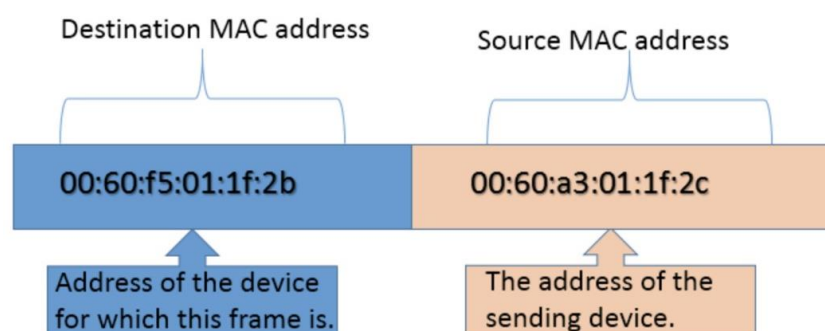 Destination MAC address
Source MAC address
00:60:f5:01:1f:2b
00:60:a3:01:1f:2c
Address of the device
for which this frame is.
The address of the
sending device.